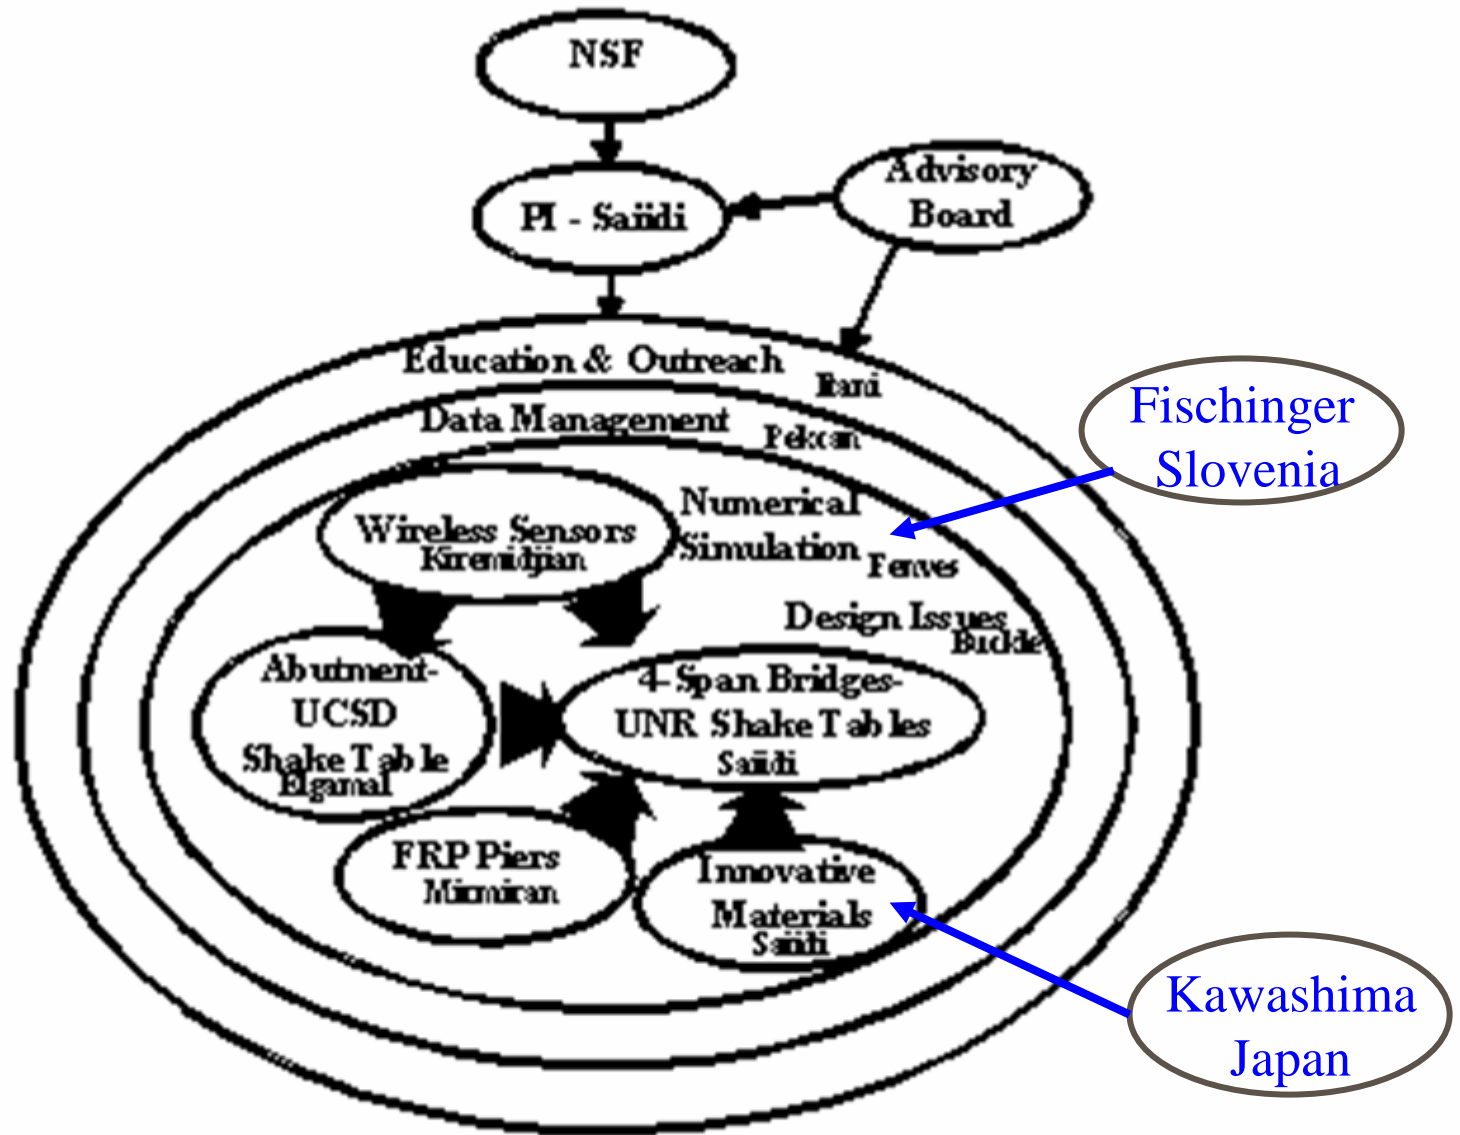 NSF
PI - Saiidi
Advisory
Board
Education & Outreach
Itani
Data Management
Pekcan
Fischinger
Slovenia
Wireless Sensors
Kiremidjian
Numerical
Simulation
Fenves
Design Issues
Buckle
Abutment-
UCSD
Shake Table
Elgamal
4-Span Bridges-
UNR Shake Tables
Saiidi
FRP Piers
Mirmiran
Innovative
Materials
Saiidi
Kawashima
Japan